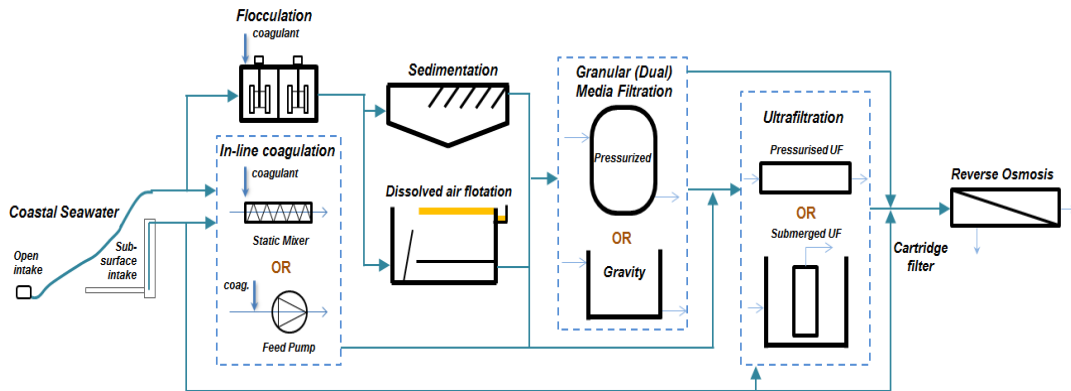 Flocculation
coagulant
Sedimentation
Granular (Dual)
Media Filtration
Ultrafiltration
In-line coagulation
coagulant
Pressurized
Pressurised UF
Reverse Osmosis
Dissolved air flotation
Coastal Seawater
Static Mixer
OR
OR
OR
Submerged UF
Open
intake
Sub-
surface
intake
Cartridge
filter
Gravity
coag.
Feed Pump